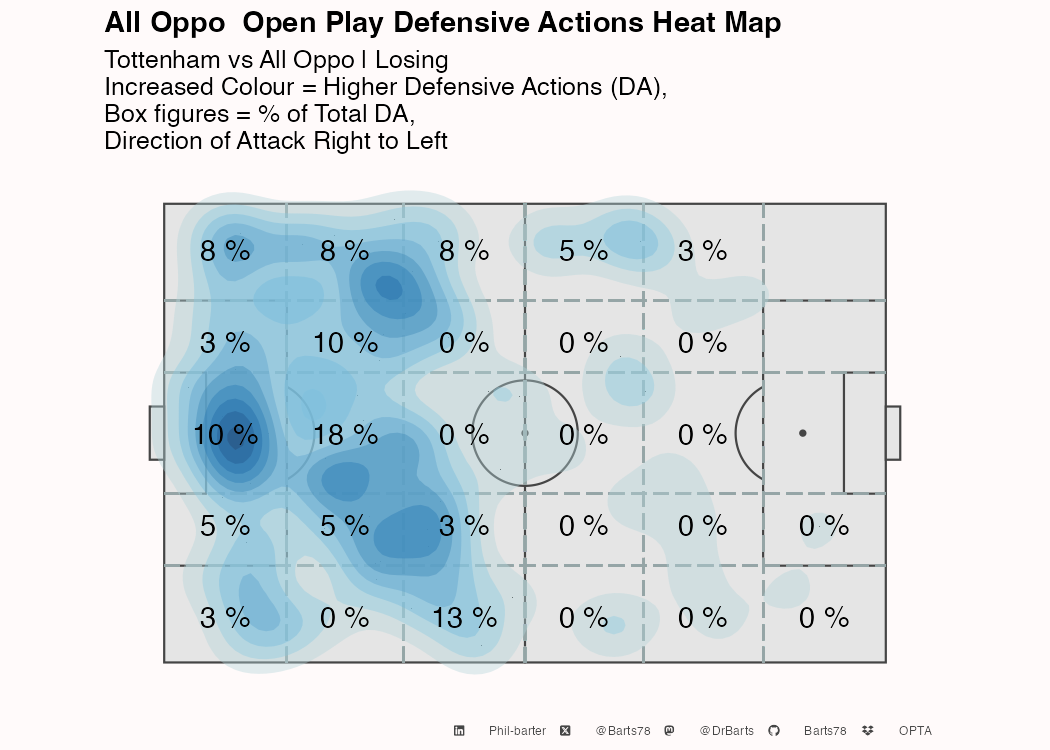 All Oppo  Open Play Defensive Actions Heat Map
Tottenham vs All Oppo | Losing
Increased Colour = Higher Defensive Actions (DA),
Box figures = % of Total DA,
Direction of Attack Right to Left
8 % 8 % 8 % 5 % 3 %
3 % 10 % 0 % 0 % 0 %
10 % 18 % 0 % 0 % 0 %
5 % 5 % 3 % 0 % 0 % 0 %
3 % 0 % 13 % 0 % 0 % 0 %
Phil-barter @Barts78 @DrBarts Barts78 OPTA